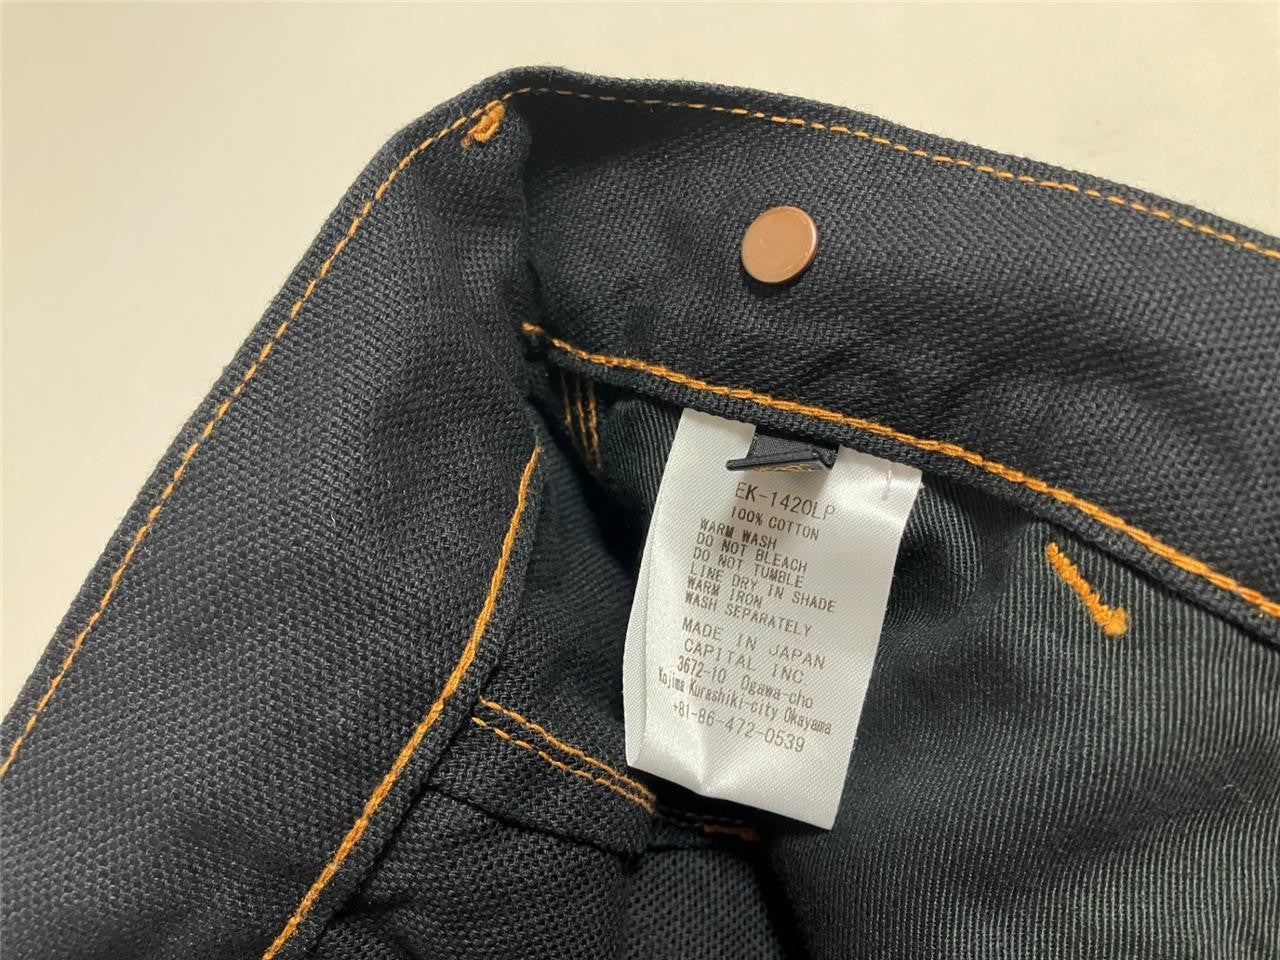 EK-1420LP
100% COTTON
WARM WASH
DO NOT BLEACH
DO NOT TUMBLE
LINE DRY IN SHADE
WARM IRON
WASH SEPARATELY
MADE IN JAPAN
CAPITAL INC
3672-10 Ogawa-cho
Kojima Kurashiki-city Okayama
+81-86-472-0539